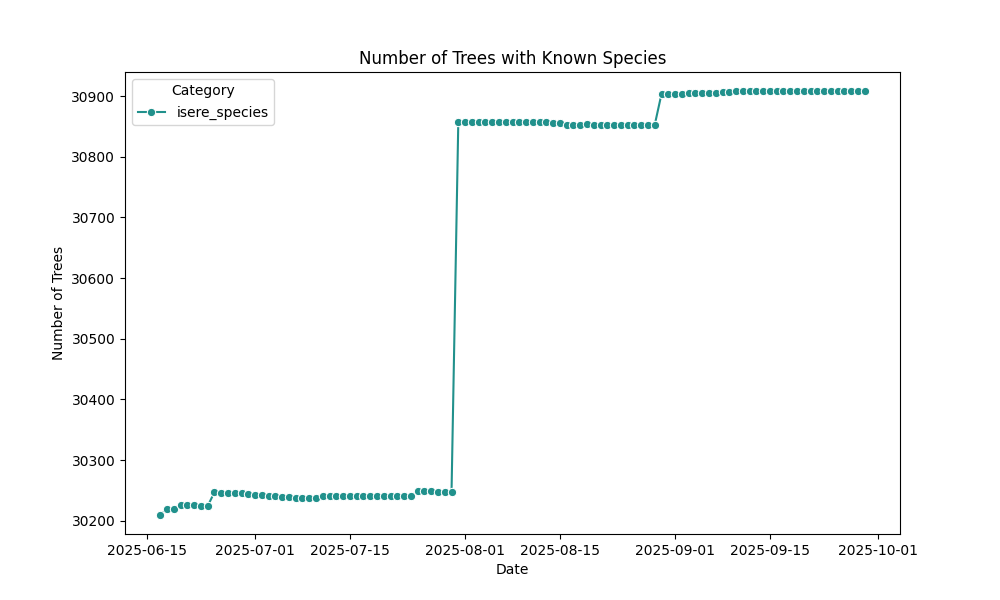 Number of Trees with Known Species
Category
isere_species
Number of Trees
30900
30800
30700
30600
30500
30400
30300
30200
2025-06-15 2025-07-01 2025-07-15 2025-08-01 2025-08-15 2025-09-01 2025-09-15 2025-10-01
Date